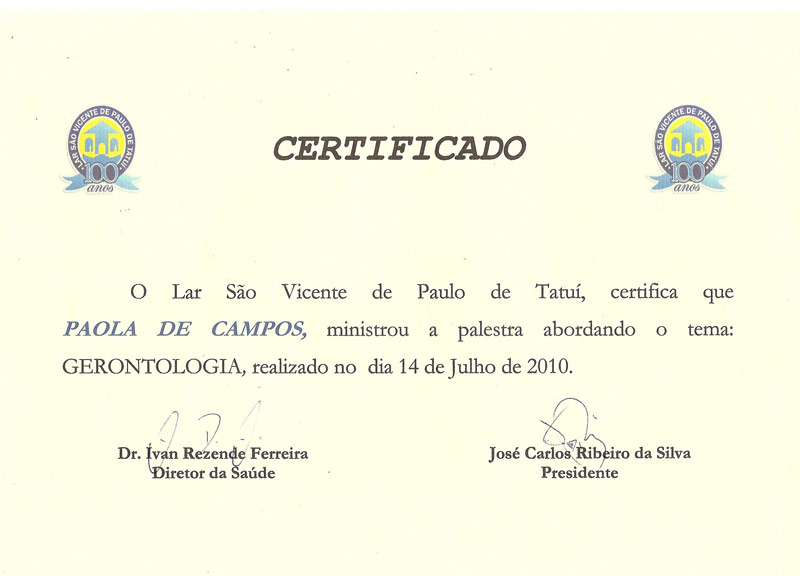 LAR SÃO VICENTE DE PAULO DE TATUÍ
100
anos
CERTIFICADO
LAR SÃO VICENTE DE PAULO DE TATUÍ
100
anos
O Lar São Vicente de Paulo de Tatuí, certifica que
PAOLA DE CAMPOS, ministrou a palestra abordando o tema:
GERONTOLOGIA, realizado no dia 14 de Julho de 2010.
Dr. Ivan Rezende Ferreira
Diretor da Saúde
José Carlos Ribeiro da Silva
Presidente